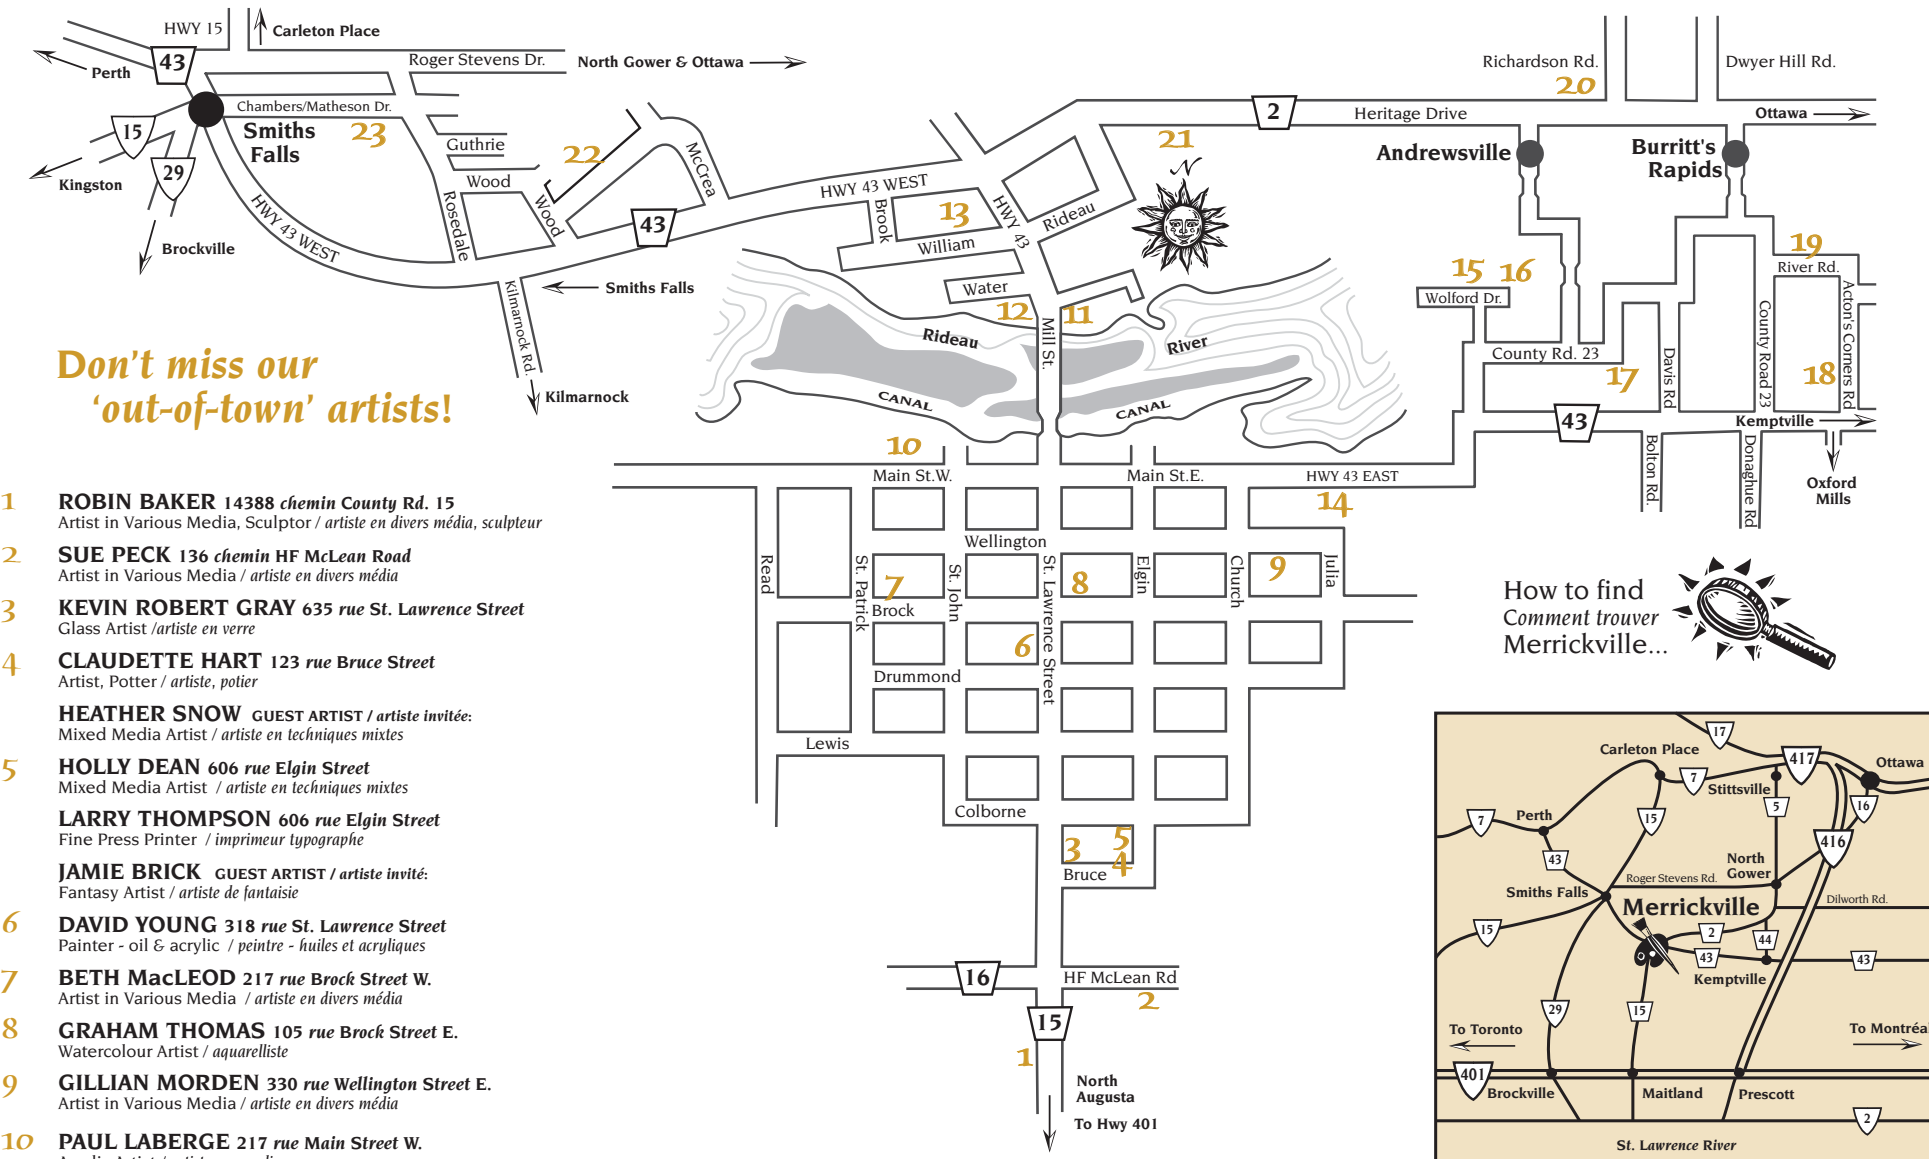 HWY 15
Carleton Place
43
Perth
Roger Stevens Dr.
North Gower & Ottawa
Chambers/Matheson Dr.
Smiths
Falls
23
15
29
Kingston
Brockville
HWY 43 WEST
Guthrie
Wood
Rosedale
Wood
22
McCrea
43
Kilmarnock Rd.
Smiths Falls
Kilmarnock
HWY 43 WEST
Brook
13
William
HWY 43
Rideau
Water
12
11
Mill St.
21
N
2
Heritage Drive
Richardson Rd.
20
Dwyer Hill Rd.
Ottawa
Andrewsville
Burritt's
Rapids
15
16
Wolford Dr.
19
River Rd.
County Rd. 23
17
Davis Rd
County Road 23
18
Acton's Corners Rd
43
Kemptville
Bolton Rd.
Donaghue Rd
Oxford
Mills
Rideau
River
CANAL
CANAL
10
Main St.W.
Main St.E.
HWY 43 EAST
14
Wellington
Read
St. Patrick
7
St. John
St. Lawrence Street
8
Elgin
Church
9
Julia
Brock
6
Drummond
Lewis
Colborne
3
5
4
Bruce
16
HF McLean Rd
2
15
1
North
Augusta
To Hwy 401
Don't miss our
‘out-of-town’ artists!
1 ROBIN BAKER 14388 chemin County Rd. 15
Artist in Various Media, Sculptor / artiste en divers média, sculpteur
2 SUE PECK 136 chemin HF McLean Road
Artist in Various Media / artiste en divers média
3 KEVIN ROBERT GRAY 635 rue St. Lawrence Street
Glass Artist /artiste en verre
4 CLAUDETTE HART 123 rue Bruce Street
Artist, Potter / artiste, potier
HEATHER SNOW GUEST ARTIST / artiste invitée:
Mixed Media Artist / artiste en techniques mixtes
5 HOLLY DEAN 606 rue Elgin Street
Mixed Media Artist / artiste en techniques mixtes
LARRY THOMPSON 606 rue Elgin Street
Fine Press Printer / imprimeur typographe
JAMIE BRICK GUEST ARTIST / artiste invité:
Fantasy Artist / artiste de fantaisie
6 DAVID YOUNG 318 rue St. Lawrence Street
Painter - oil & acrylic / peintre - huiles et acryliques
7 BETH MacLEOD 217 rue Brock Street W.
Artist in Various Media / artiste en divers média
8 GRAHAM THOMAS 105 rue Brock Street E.
Watercolour Artist / aquarelliste
9 GILLIAN MORDEN 330 rue Wellington Street E.
Artist in Various Media / artiste en divers média
10 PAUL LABERGE 217 rue Main Street W.
How to find
Comment trouver
Merrickville...
17
Carleton Place
417
Ottawa
7
Stittsville
7
Perth
15
5
16
43
416
North
Gower
Roger Stevens Rd.
Smiths Falls
Merrickville
Dilworth Rd.
15
2
44
43
43
Kemptville
29
15
To Toronto
To Montréa
401
Brockville
Maitland
Prescott
2
St. Lawrence River